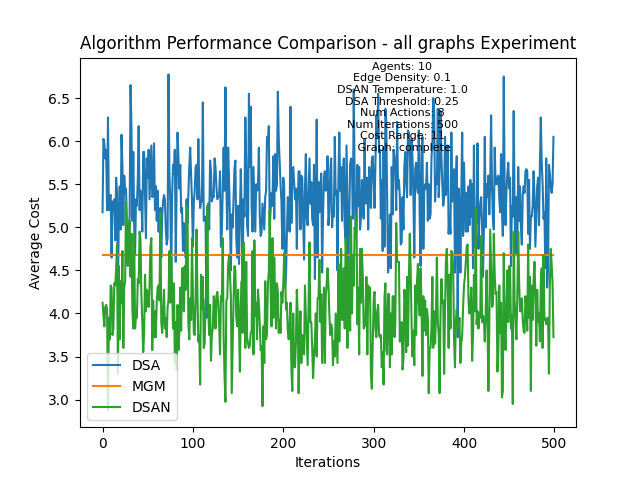 Algorithm Performance Comparison - all graphs Experiment
Agents: 10
Edge Density: 0.1
DSAN Temperature: 1.0
DSA Threshold: 0.25
Num Actions: 3
Num Iterations: 500
Cost Range: 11
Graph: complete
Average Cost
6.5
6.0
5.5
5.0
4.5
4.0
3.5
3.0
DSA
MGM
DSAN
0
100
200
300
400
500
Iterations